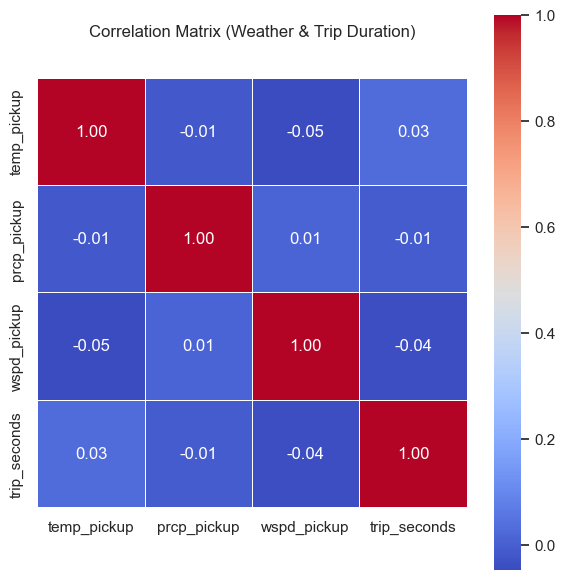 Correlation Matrix (Weather & Trip Duration)
temp_pickup 1.00 -0.01 -0.05 0.03
prcp_pickup -0.01 1.00 0.01 -0.01
wspd_pickup -0.05 0.01 1.00 -0.04
trip_seconds 0.03 -0.01 -0.04 1.00
temp_pickup prcp_pickup wspd_pickup trip_seconds
1.0
0.8
0.6
0.4
0.2
0.0